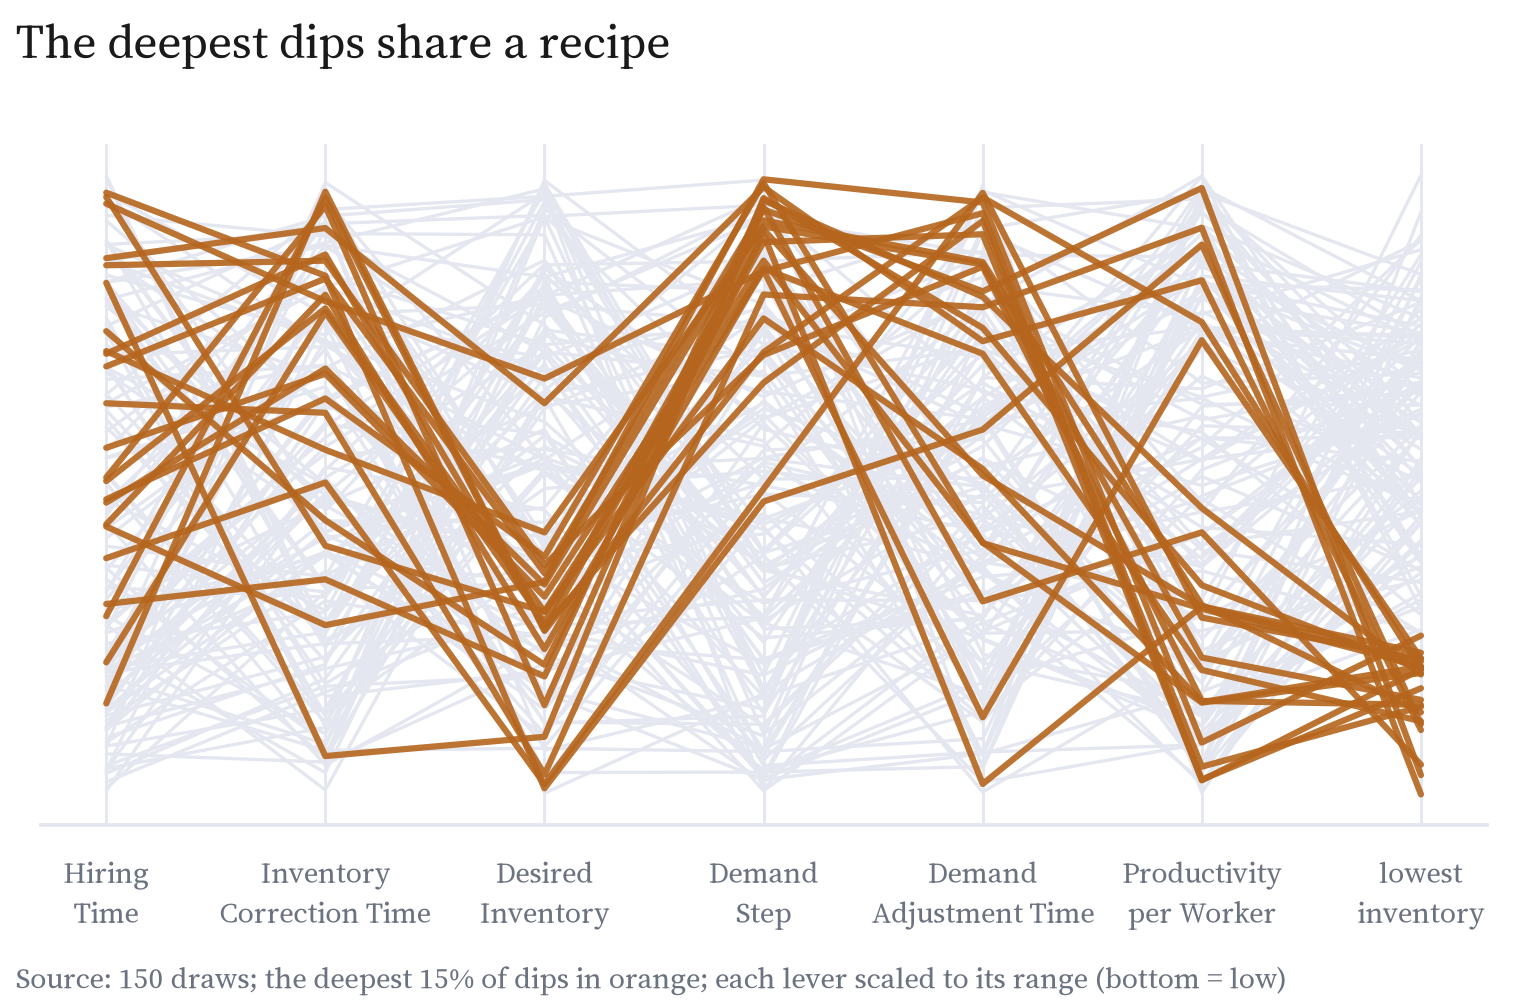 The deepest dips share a recipe
Hiring
Time
Inventory
Correction Time
Desired
Inventory
Demand
Step
Demand
Adjustment Time
Productivity
per Worker
lowest
inventory
Source: 150 draws; the deepest 15% of dips in orange; each lever scaled to its range (bottom = low)